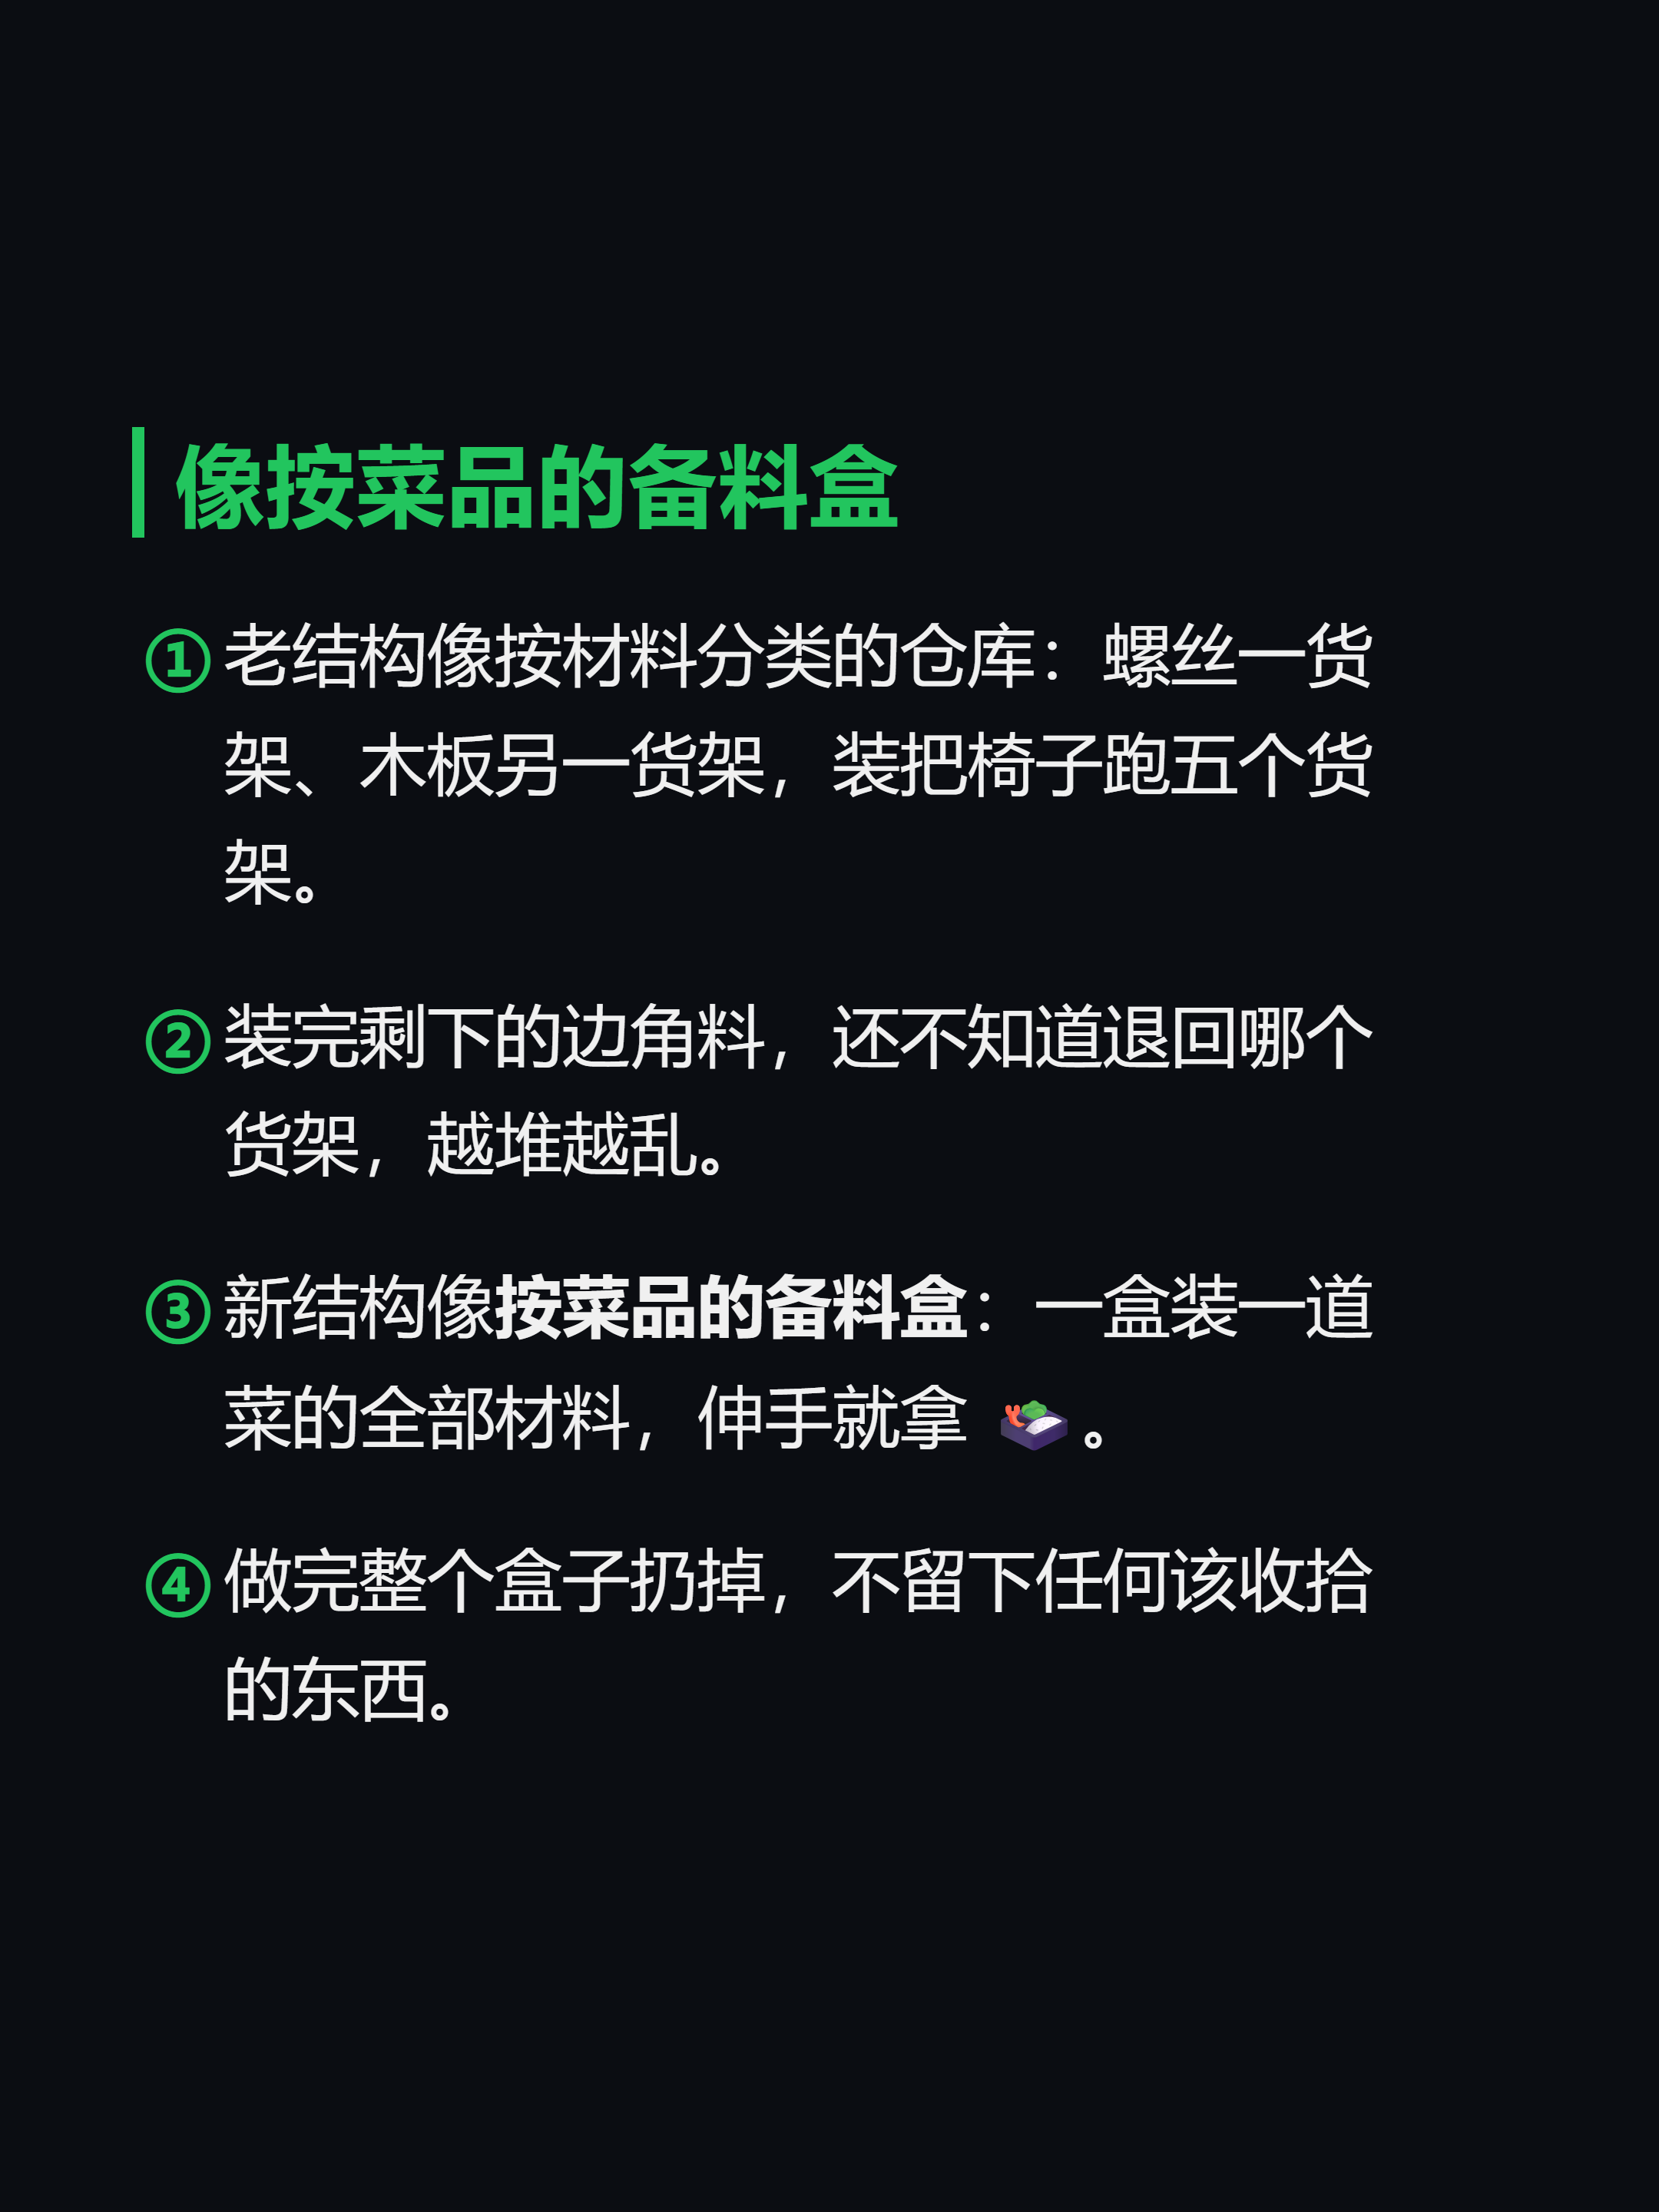 像按菜品的备料盒
①老结构像按材料分类的仓库：螺丝一货
架、木板另一货架，装把椅子跑五个货
架。
②装完剩下的边角料，还不知道退回哪个
货架，越堆越乱。
③新结构像按菜品的备料盒：一盒装一道
菜的全部材料，伸手就拿 。
④做完整个盒子扔掉，不留下任何该收拾
的东西。